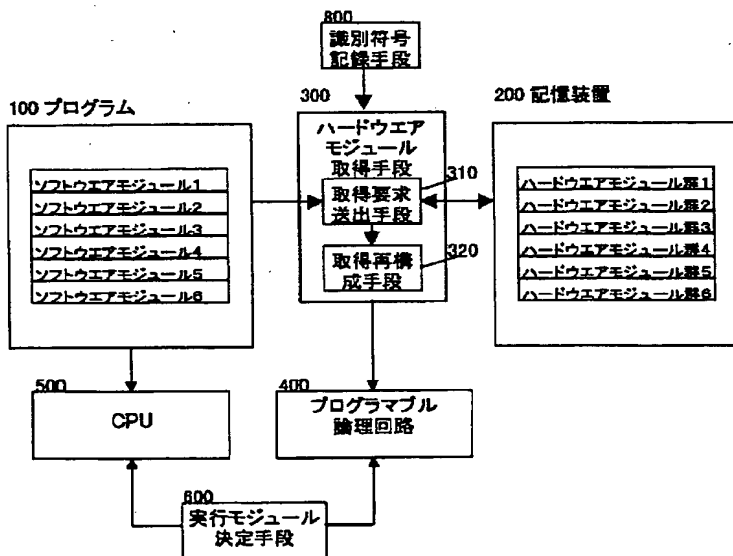 800
識別符号
記録手段
100 プログラム
300
200 記憶装置
ソフトウエアモジュール1
ソフトウエアモジュール2
ソフトウエアモジュール3
ソフトウエアモジュール4
ソフトウエアモジュール5
ソフトウエアモジュール6
ハードウエア
モジュール
取得手段
310
取得要求
送出手段
320
取得再構
成手段
ハードウエアモジュール群1
ハードウエアモジュール群2
ハードウエアモジュール群3
ハードウエアモジュール群4
ハードウエアモジュール群5
ハードウエアモジュール群6
500
CPU
400
プログラマブル
論理回路
600
実行モジュール
決定手段